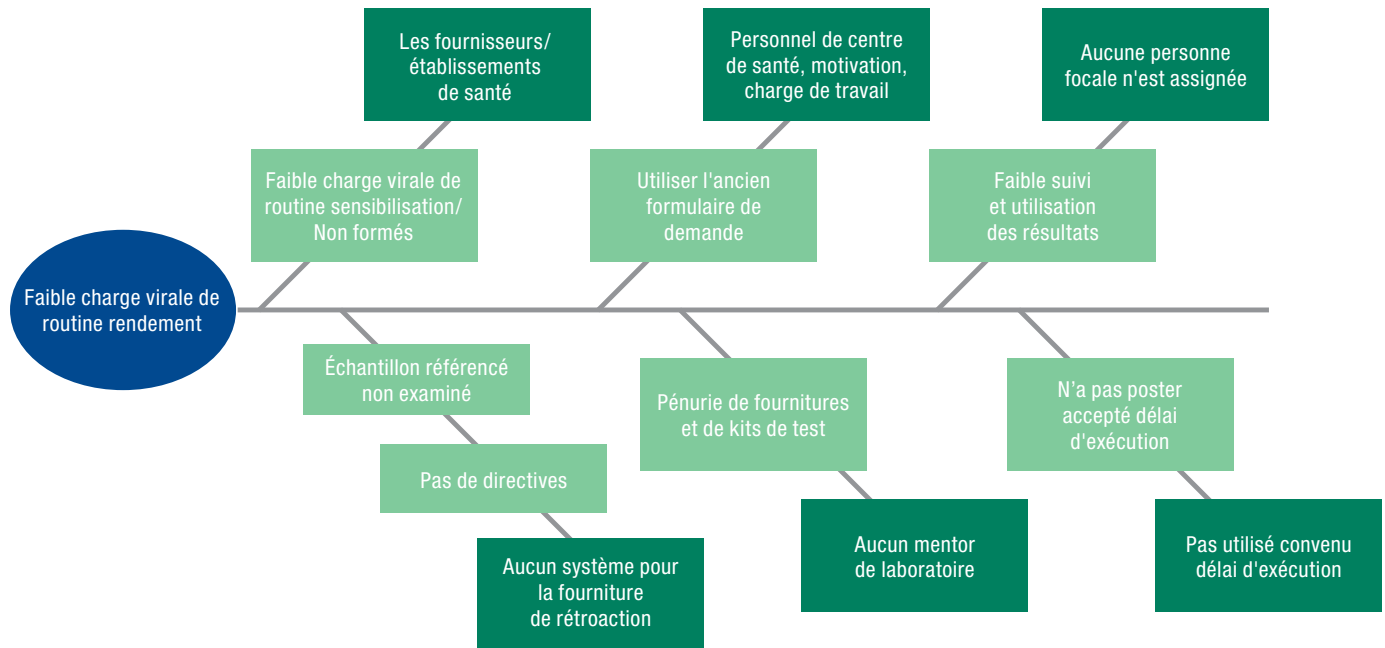 Les fournisseurs/
établissements
de santé
Personnel de centre
de santé, motivation,
charge de travail
Aucune personne
focale n'est assignée
Faible charge virale de
routine sensibilisation/
Non formés
Utiliser l'ancien
formulaire de
demande
Faible suivi
et utilisation
des résultats
Faible charge virale de
routine rendement
Échantillon référencé
non examiné
Pénurie de fournitures
et de kits de test
N’a pas poster
accepté délai
d'exécution
Pas de directives
Aucun système pour
la fourniture
de rétroaction
Aucun mentor
de laboratoire
Pas utilisé convenu
délai d'exécution